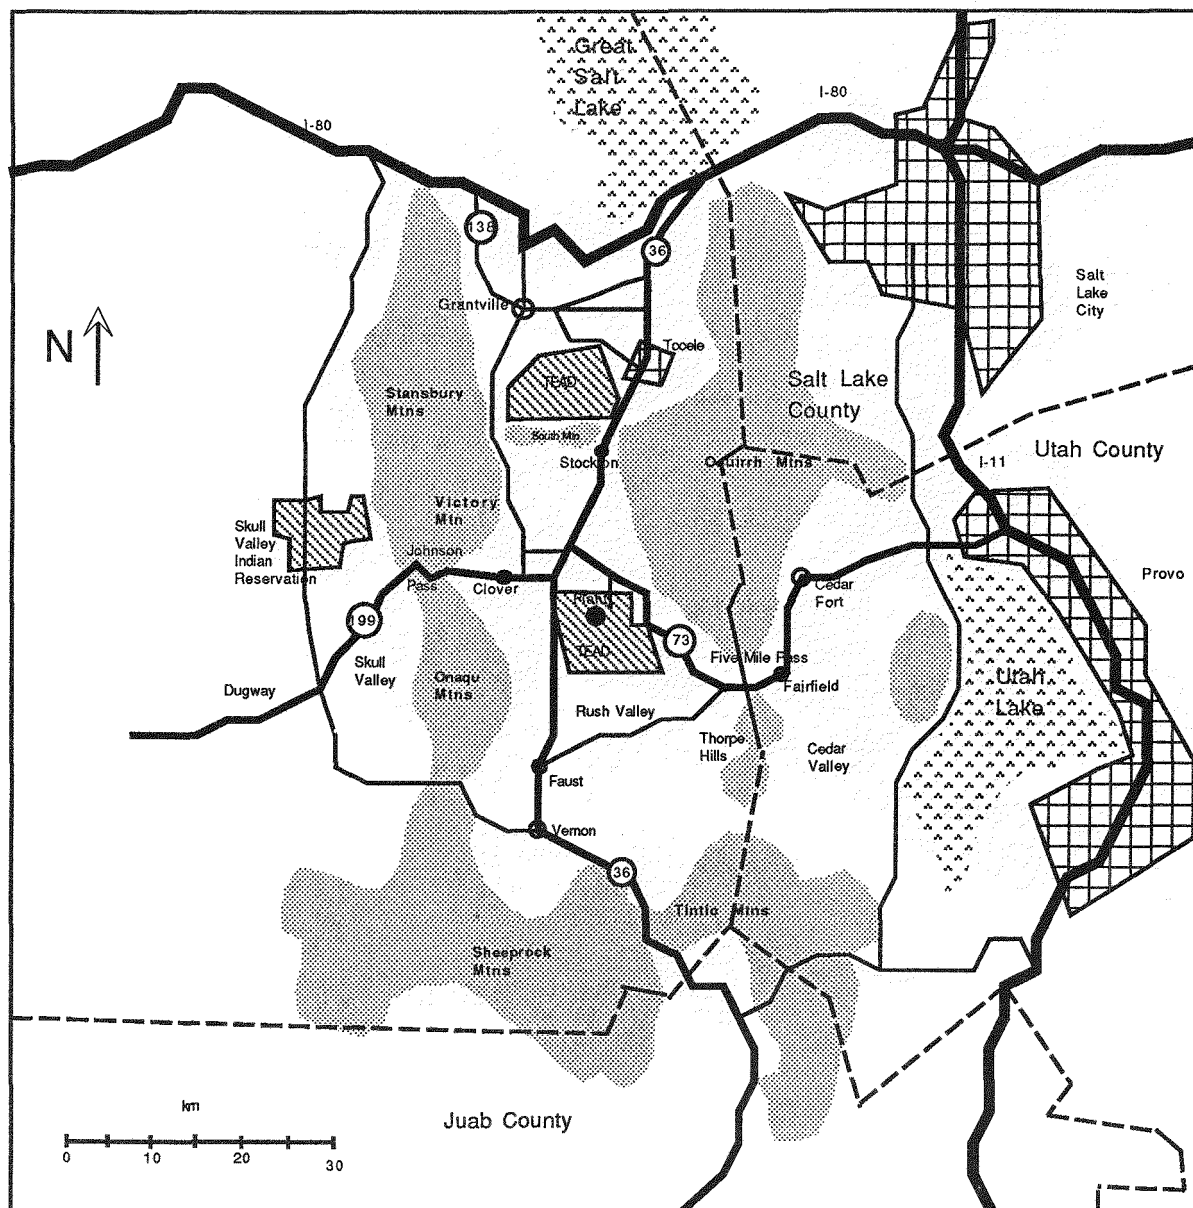 Great
Salt
Lake
I-80
I-80
138
36
Grantville
Salt
Lake
City
N
Tooele
TEAD
Stansbury
Mtns
Salt Lake
County
South Mtn
Stockton
Oquirrh Mtns
Utah County
I-11
Victory
Mtn
Skull
Valley
Indian
Reservation
Johnson
Pass
Clover
Plant
Cedar
Fort
Provo
199
73
TEAD
Skull
Valley
Five Mile Pass
Onaqu
Mtns
Fairfield
Utah
Lake
Dugway
Rush Valley
Thorpe
Hills
Cedar
Valley
Faust
Vernon
36
Tintic Mtns
Sheeprock
Mtns
km
Juab County
0 10 20 30